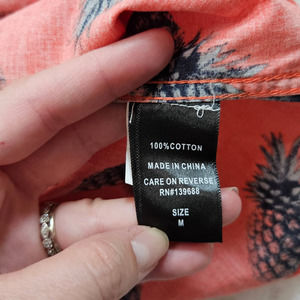 100%COTTON
MADE IN CHINA
CARE ON REVERSE
RN#139688
SIZE
M